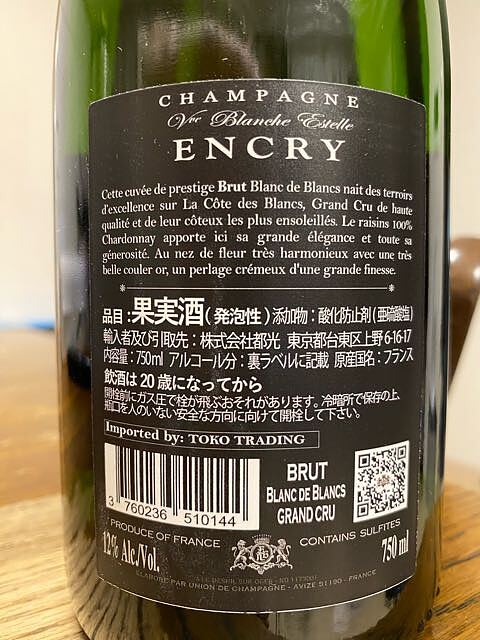 CHAMPAGNE
Vve Blanche Estelle
ENCRY
Cette cuvée de prestige Brut Blanc de Blancs nait des terroirs
d'excellence sur La Côte des Blancs, Grand Cru de haute
qualité et de leur côteux les plus ensoleillés. Le raisins 100%
Chardonnay apporte ici sa grande élégance et toute sa
générosité. Au nez de fleur très harmonieux avec une très
belle couler or, un perlage crémeux d'une grande finesse.
品目:果実酒(発泡性)添加物:酸化防止剤(亜硫酸塩)
輸入者及び引取先:株式会社都光 東京都台東区上野6-16-17
内容量:750ml アルコール分:裏ラベルに記載 原産国名:フランス
飲酒は20歳になってから
開栓前にガス圧で栓が飛ぶおそれがあります。冷暗所で保存の上、
瓶口を人のいない安全な方向に向けて開栓して下さい。
Imported by: TOKO TRADING
3 760236 510144
BRUT
BLANC DE BLANCS
GRAND CRU
PRODUCE OF FRANCE
CONTAINS SULFITES
12% Alc./Vol.
750 ml
ELABORÉ PAR UNION DE CHAMPAGNE - AVIZE 51190 - FRANCE